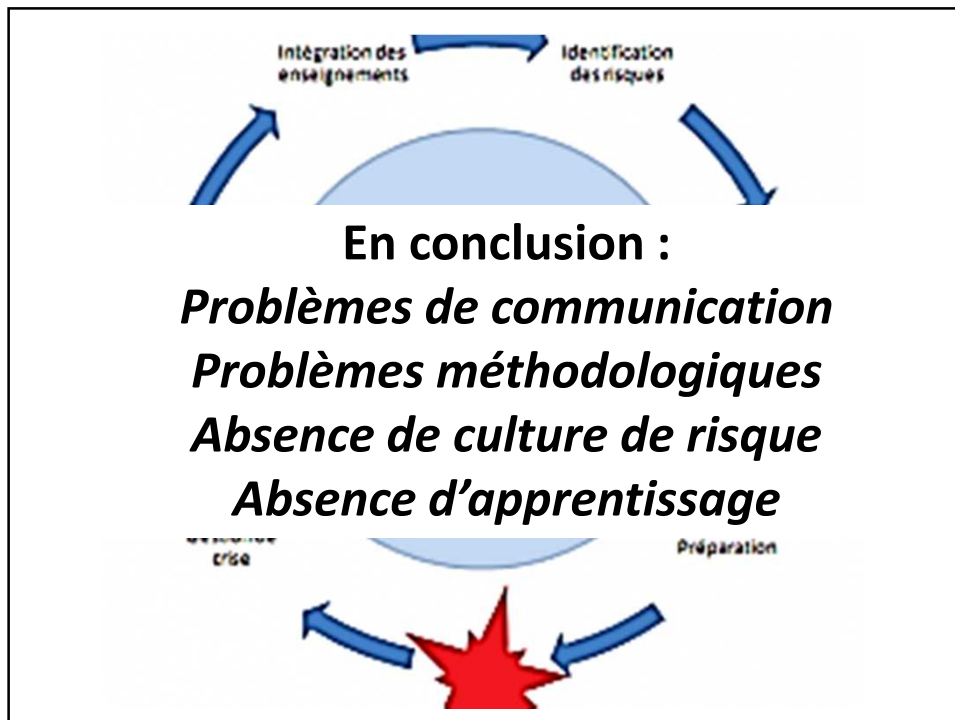 Intégration des
enseignements
Identification
des risques
En conclusion :
Problèmes de communication
Problèmes méthodologiques
Absence de culture de risque
Absence d’apprentissage
crise
Préparation